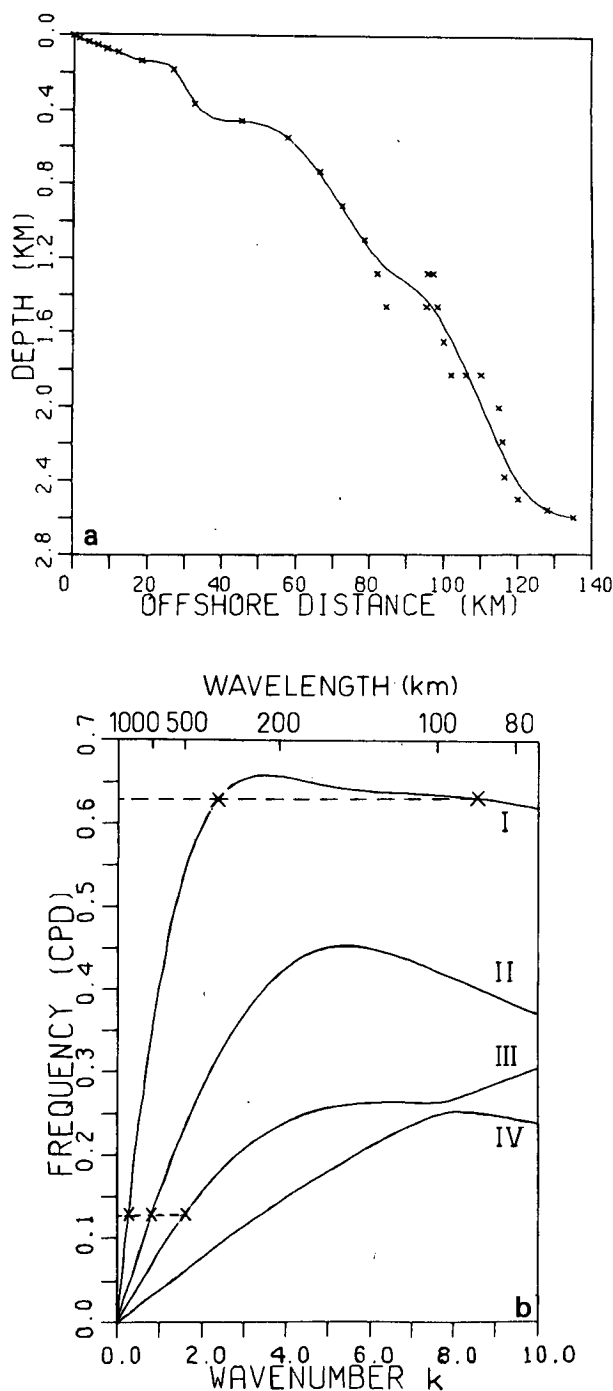 0.0
0.4
0.8
1.2
1.6
2.0
2.4
2.8
DEPTH (KM)
a
0 20 40 60 80 100 120 140
OFFSHORE DISTANCE (KM)
WAVELENGTH (km)
1000 500 200 100 80
0.7
0.6
0.5
0.4
0.3
0.2
0.1
0.0
FREQUENCY (CPD)
I
II
III
IV
b
0.0 2.0 4.0 6.0 8.0 10.0
WAVENUMBER k